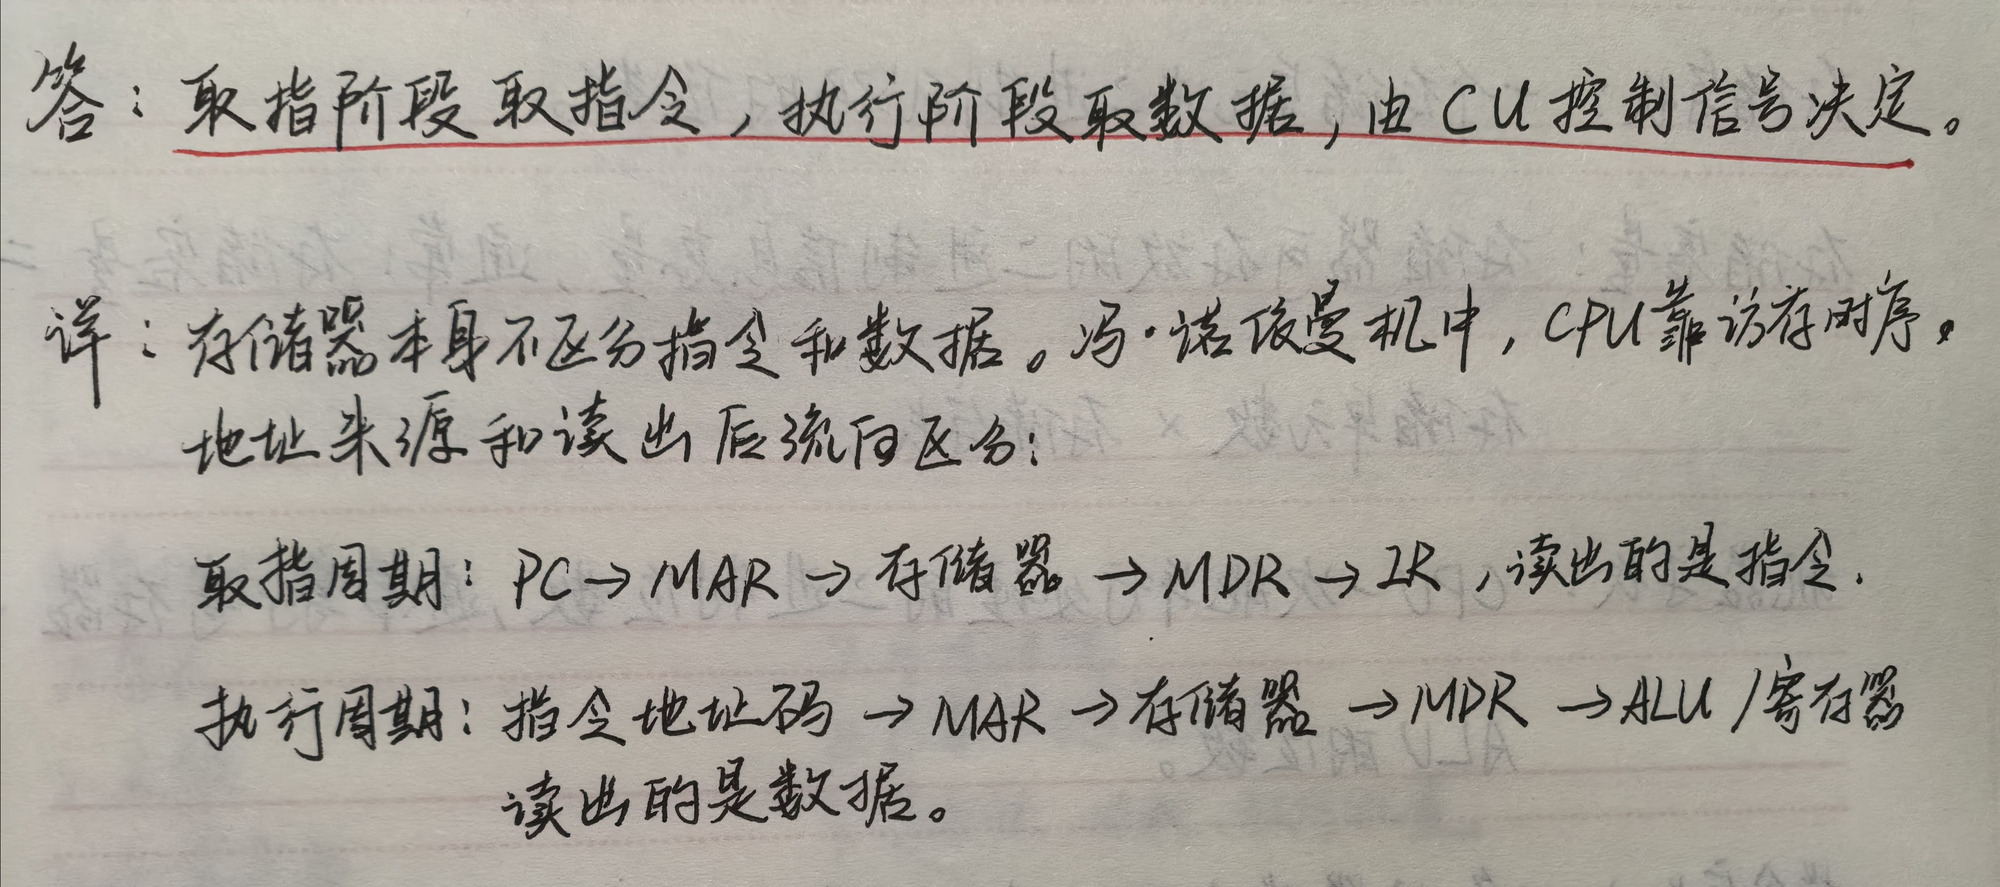 答：取指阶段取指令，执行阶段取数据，由CU控制信号决定。
详：存储器本身不区分指令和数据。冯·诺依曼机中，CPU靠访存时序、
地址来源和读出后流向区分：
取指周期：PC→MAR→存储器→MDR→IR，读出的是指令.
执行周期：指令地址码→MAR→存储器→MDR→ALU/寄存器
读出的是数据。